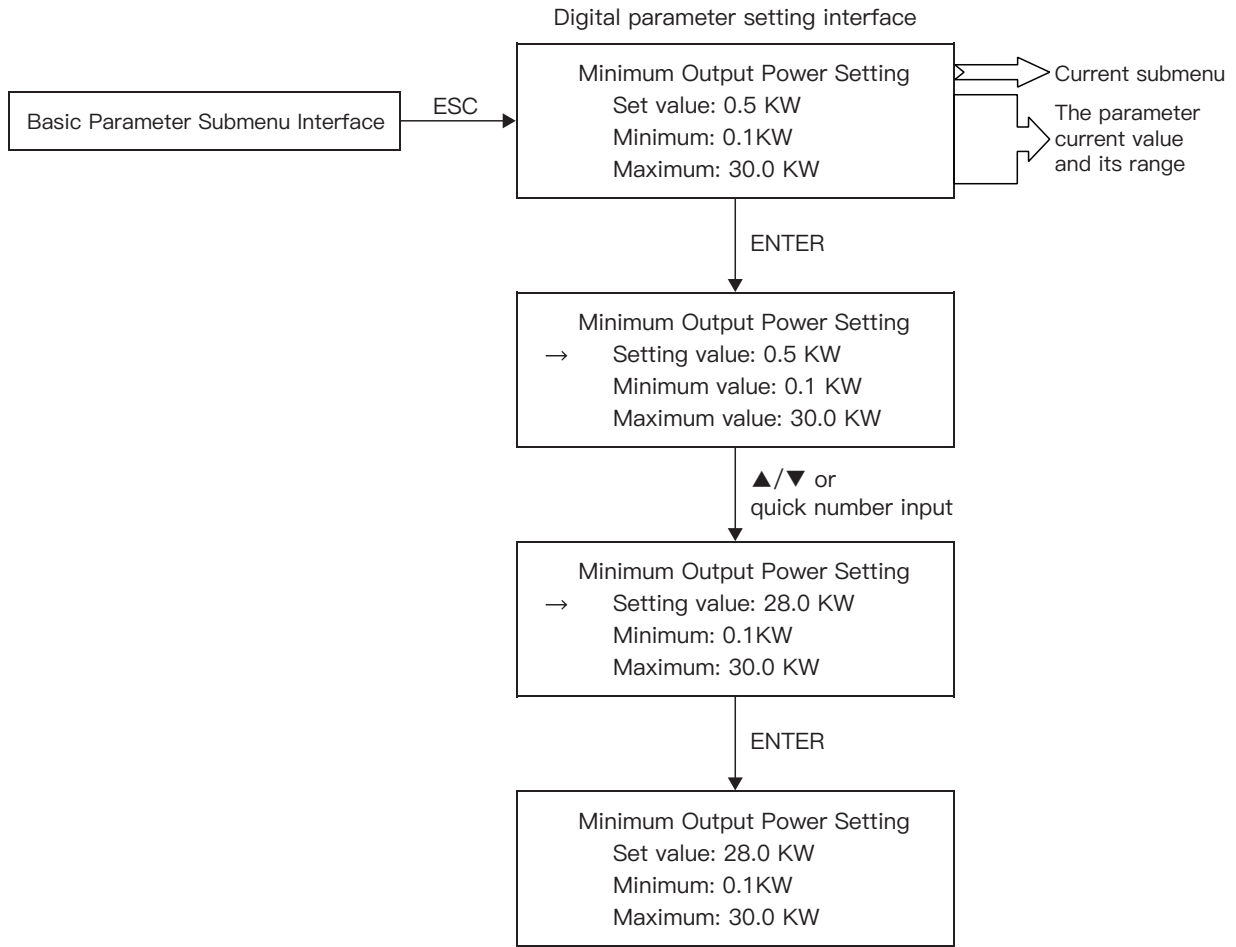 Digital parameter setting interface
Basic Parameter Submenu Interface
ESC
Minimum Output Power Setting
Set value: 0.5 KW
Minimum: 0.1KW
Maximum: 30.0 KW
Current submenu
The parameter
current value
and its range
ENTER
Minimum Output Power Setting
→ Setting value: 0.5 KW
Minimum value: 0.1 KW
Maximum value: 30.0 KW
▲/▼ or
quick number input
Minimum Output Power Setting
→ Setting value: 28.0 KW
Minimum: 0.1KW
Maximum: 30.0 KW
ENTER
Minimum Output Power Setting
Set value: 28.0 KW
Minimum: 0.1KW
Maximum: 30.0 KW